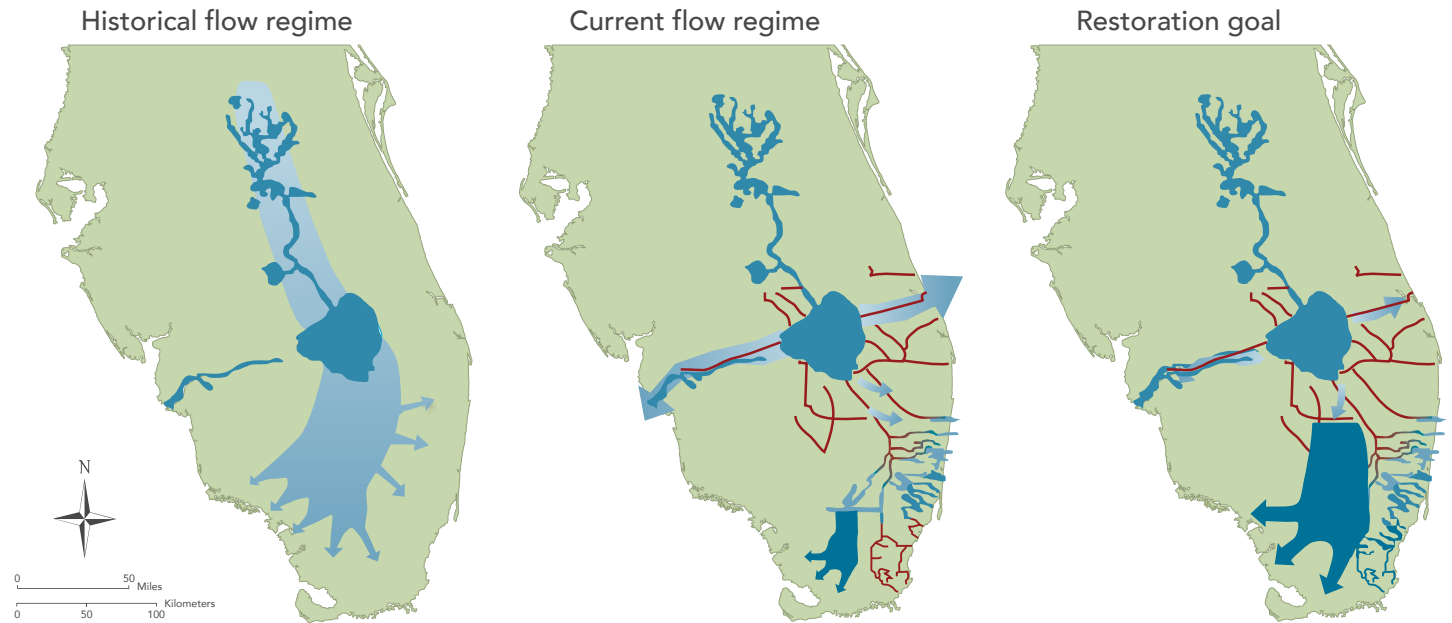 Historical flow regime
Current flow regime
Restoration goal
N
0 50 Miles
0 50 100 Kilometers